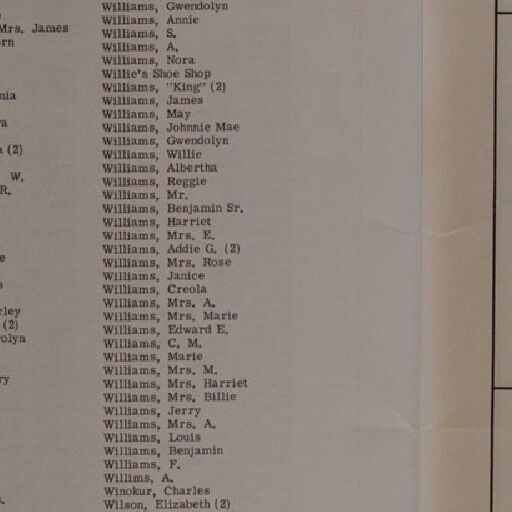 Mrs. James
rn
nia
a
(2)
W.
R.
e
s
rley
(2)
olyn
ry
s.
Williams, Gwendolyn
Williams, Annie
Williams, S.
Williams, A.
Williams, Nora
Willie's Shoe Shop
Williams, "King" (2)
Williams, James
Williams, May
Williams, Johnnie Mae
Williams, Gwendolyn
Williams, Willie
Williams, Albertha
Williams, Reggie
Williams, Mr.
Williams, Benjamin Sr.
Williams, Harriet
Williams, Mrs. E.
Williams, Addie G. (2)
Williams, Mrs. Rose
Williams, Janice
Williams, Creola
Williams, Mrs. A.
Williams, Mrs. Marie
Williams, Edward E.
Williams, C. M.
Williams, Marie
Williams, Mrs. M.
Williams, Mrs. Harriet
Williams, Mrs. Billie
Williams, Jerry
Williams, Mrs. A.
Williams, Louis
Williams, Benjamin
Williams, F.
Willims, A.
Winokur, Charles
Wilson, Elizabeth (2)